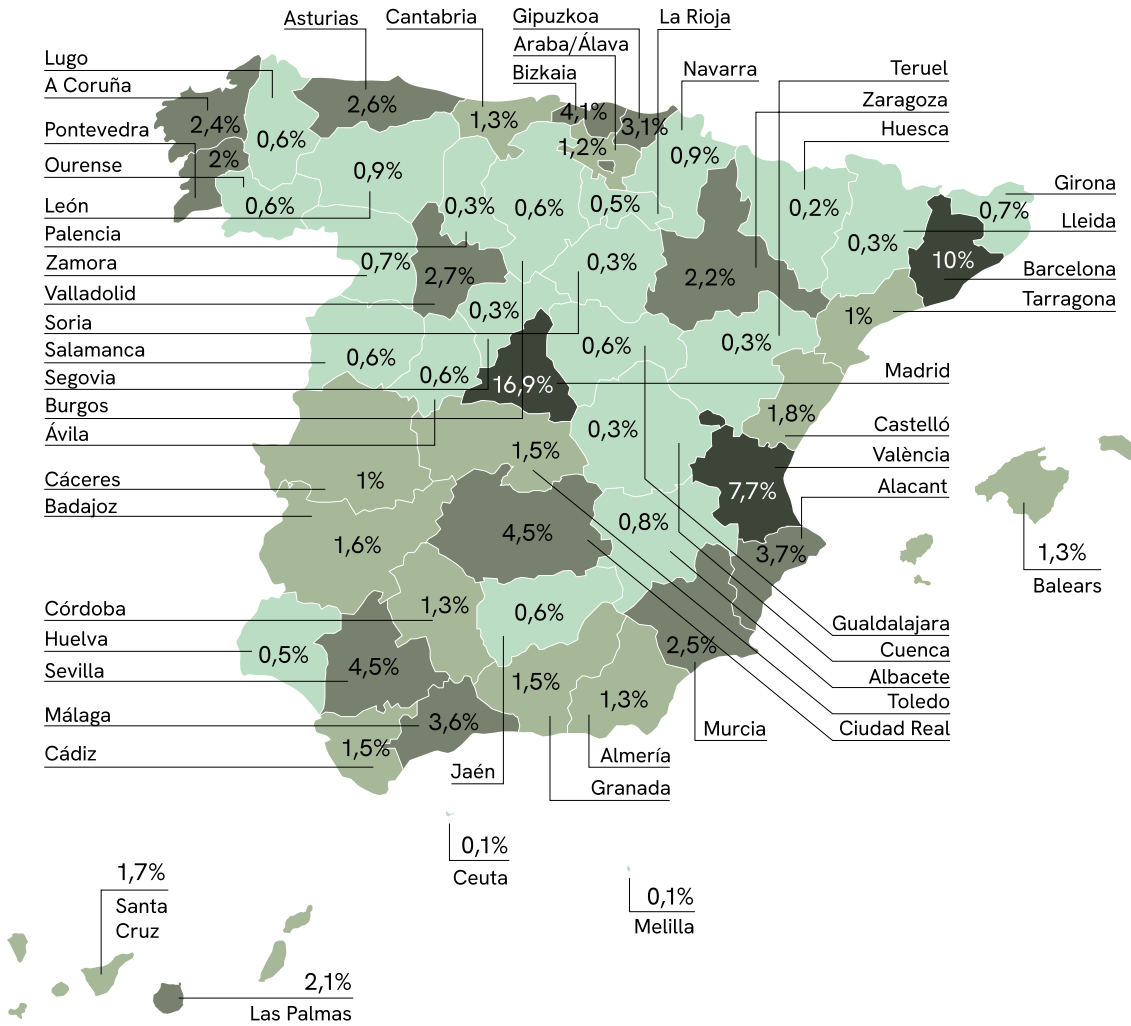 Asturias
Cantabria
Gipuzkoa
La Rioja
Araba/Álava
Bizkaia
Navarra
Teruel
Zaragoza
Huesca
Girona
Lleida
Barcelona
Tarragona
Lugo
A Coruña
Pontevedra
Ourense
León
Palencia
Zamora
Valladolid
Soria
Salamanca
Segovia
Burgos
Ávila
Cáceres
Badajoz
Córdoba
Huelva
Sevilla
Málaga
Cádiz
2,6%
1,3%
4,1%
3,1%
2,4%
0,6%
1,2%
0,9%
2%
0,9%
0,6%
0,3%
0,6%
0,5%
0,2%
0,7%
0,3%
0,7%
2,7%
0,3%
2,2%
10%
0,3%
1%
0,6%
0,6%
0,6%
0,3%
16,9%
Madrid
0,3%
1,8%
Castelló
1,5%
València
1%
7,7%
Alacant
4,5%
0,8%
1,6%
3,7%
1,3%
Balears
1,3%
0,6%
Gualdalajara
0,5%
4,5%
2,5%
Cuenca
Albacete
1,5%
1,3%
Toledo
3,6%
Murcia
Ciudad Real
1,5%
Jaén
Almería
Granada
0,1%
Ceuta
0,1%
Melilla
1,7%
Santa
Cruz
2,1%
Las Palmas